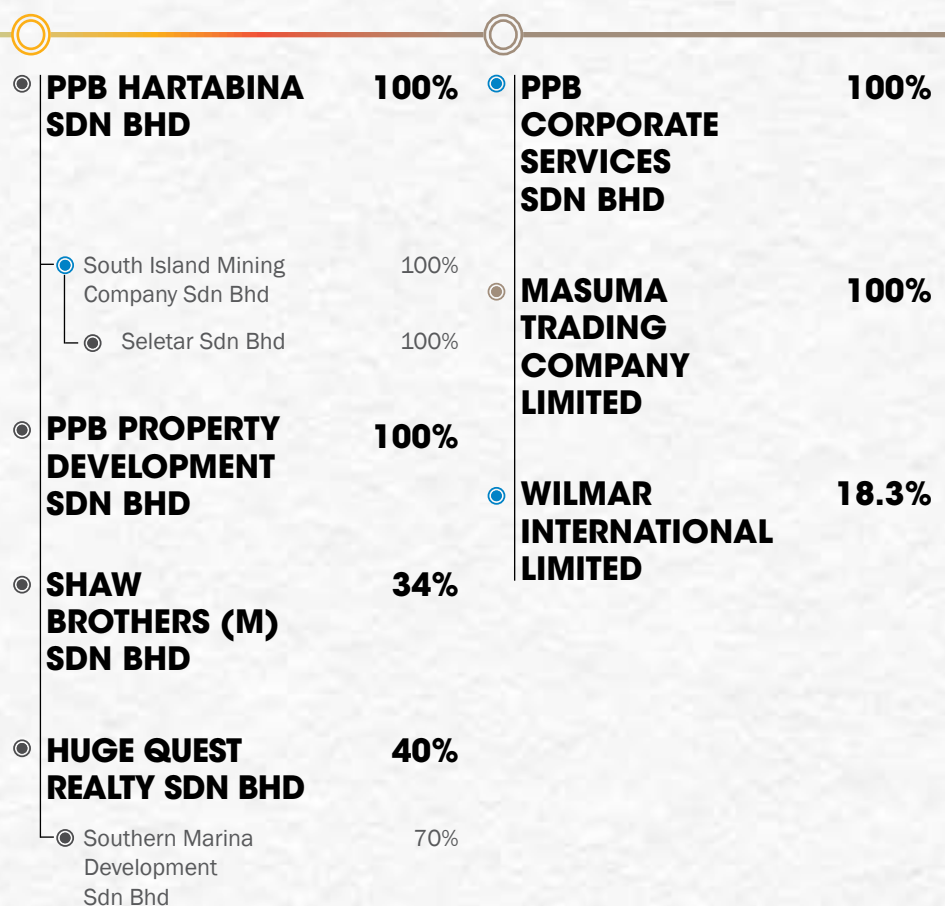 PPB HARTABINA 100%
SDN BHD
South Island Mining 100%
Company Sdn Bhd
Seletar Sdn Bhd 100%
PPB PROPERTY 100%
DEVELOPMENT
SDN BHD
SHAW 34%
BROTHERS (M)
SDN BHD
HUGE QUEST 40%
REALTY SDN BHD
Southern Marina 70%
Development
Sdn Bhd
PPB 100%
CORPORATE
SERVICES
SDN BHD
MASUMA 100%
TRADING
COMPANY
LIMITED
WILMAR 18.3%
INTERNATIONAL
LIMITED